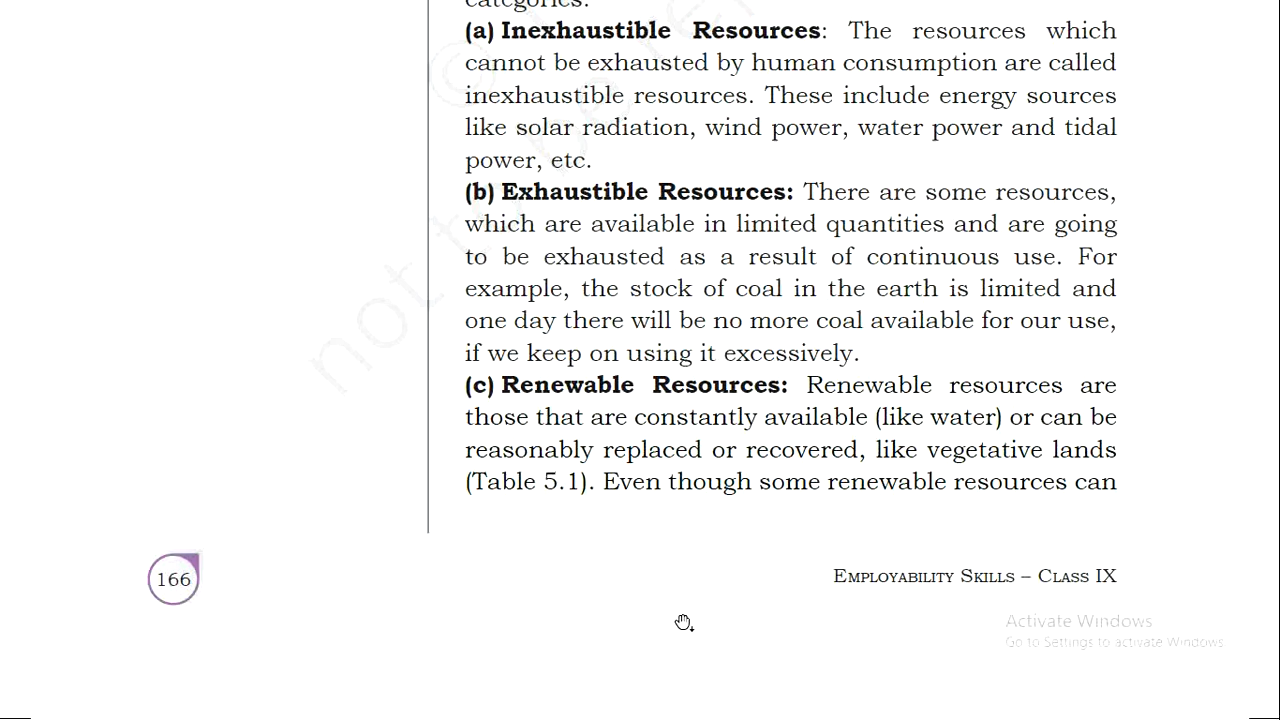 categories.
(a) Inexhaustible Resources: The resources which
cannot be exhausted by human consumption are called
inexhaustible resources. These include energy sources
like solar radiation, wind power, water power and tidal
power, etc.
(b) Exhaustible Resources: There are some resources,
which are available in limited quantities and are going
to be exhausted as a result of continuous use. For
example, the stock of coal in the earth is limited and
one day there will be no more coal available for our use,
if we keep on using it excessively.
(c) Renewable Resources: Renewable resources are
those that are constantly available (like water) or can be
reasonably replaced or recovered, like vegetative lands
(Table 5.1). Even though some renewable resources can
166
Employability Skills – Class IX
Activate Windows
Go to Settings to activate Windows
not to be